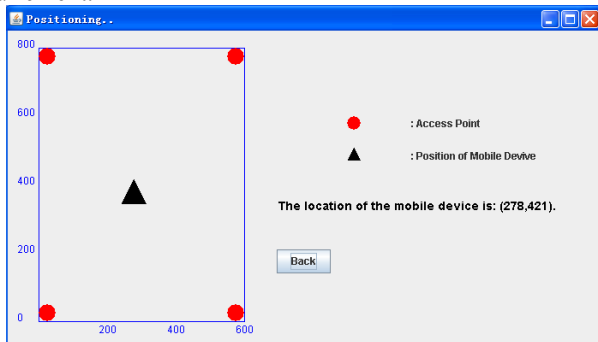 Positioning..
800
600
: Access Point
: Position of Mobile Devive
400
The location of the mobile device is: (278,421).
200
Back
0
200 400 600